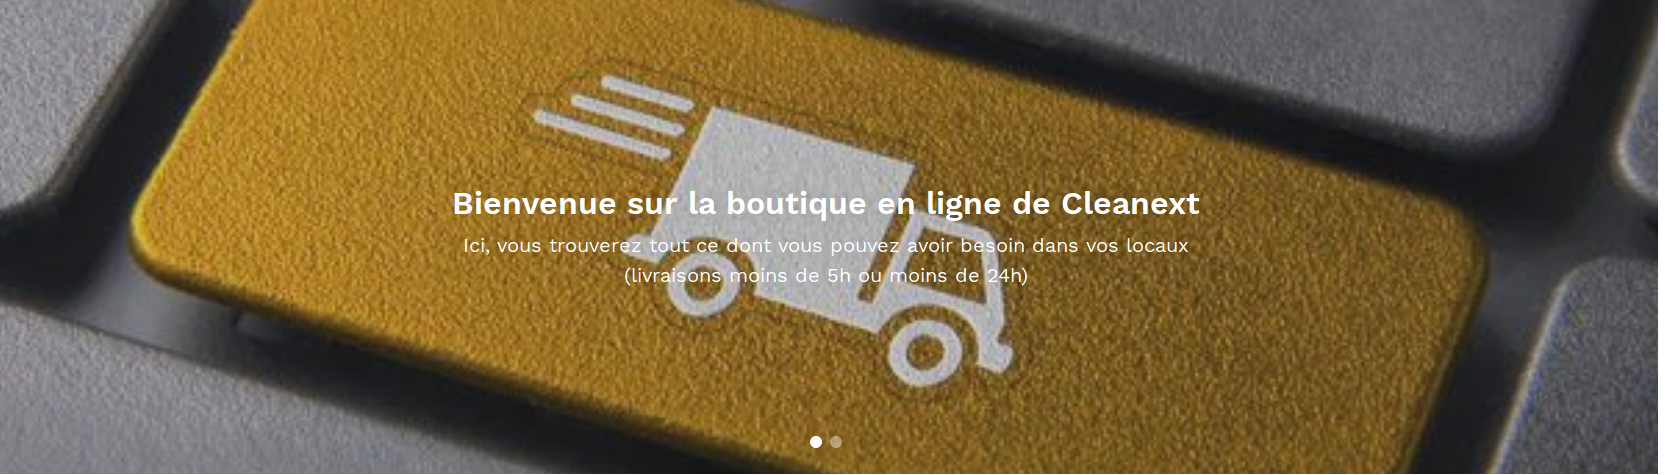 Bienvenue sur la boutique en ligne de Cleanext
Ici, vous trouverez tout ce dont vous pouvez avoir besoin dans vos locaux
(livraisons moins de 5h ou moins de 24h)